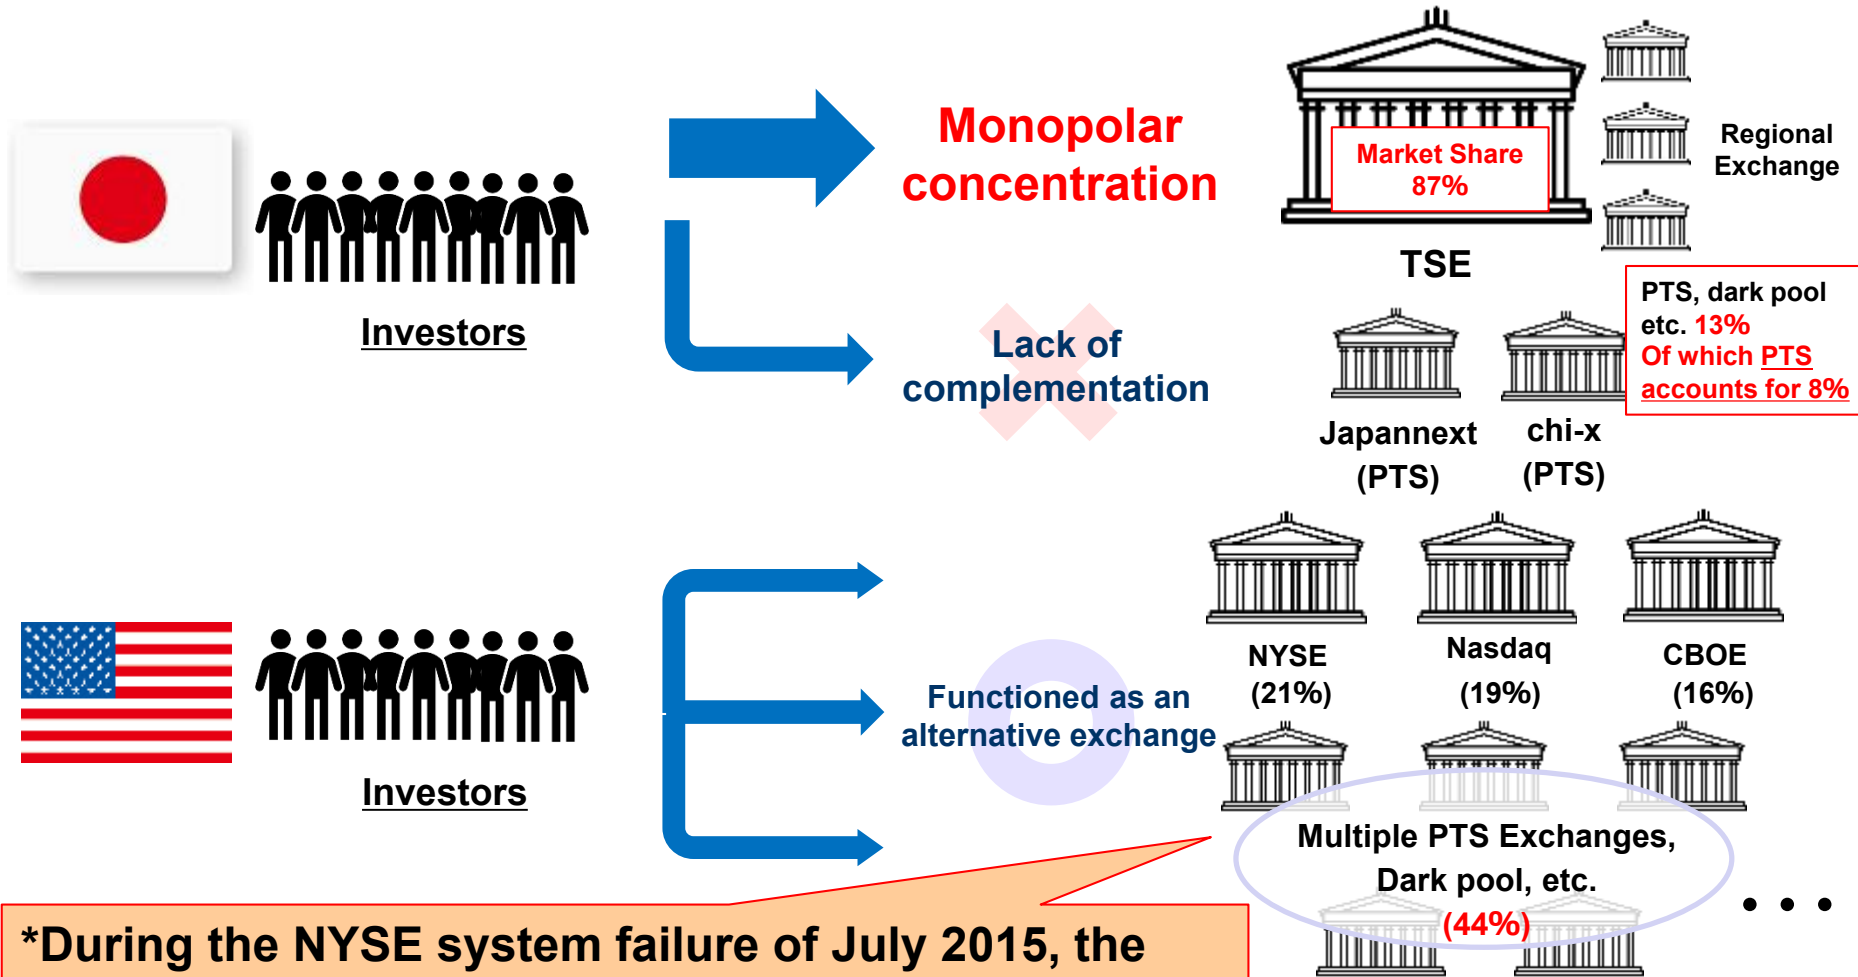 Monopolar
concentration
Market Share
87%
Regional
Exchange
TSE
Investors
Lack of
complementation
PTS, dark pool
etc. 13%
Of which PTS
accounts for 8%
Japannext
(PTS)
chi-x
(PTS)
Investors
Functioned as an
alternative exchange
NYSE
(21%)
Nasdaq
(19%)
CBOE
(16%)
Multiple PTS Exchanges,
Dark pool, etc.
(44%)
• • •
*During the NYSE system failure of July 2015, the